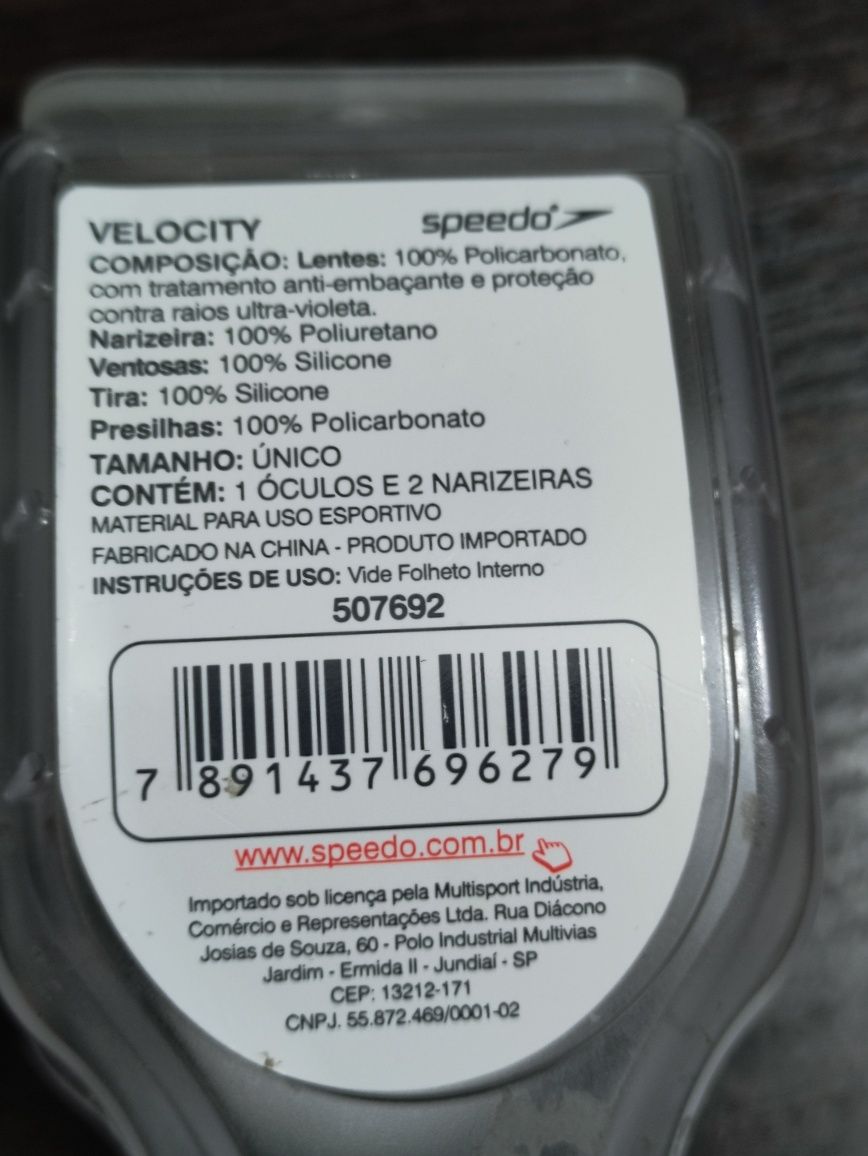 VELOCITY speedo
COMPOSIÇÃO: Lentes: 100% Policarbonato,
com tratamento anti-embaçante e proteção
contra raios ultra-violeta.
Narizeira: 100% Poliuretano
Ventosas: 100% Silicone
Tira: 100% Silicone
Presilhas: 100% Policarbonato
TAMANHO: ÚNICO
CONTÉM: 1 ÓCULOS E 2 NARIZEIRAS
MATERIAL PARA USO ESPORTIVO
FABRICADO NA CHINA - PRODUTO IMPORTADO
INSTRUÇÕES DE USO: Vide Folheto Interno
507692
7 891437 696279
www.speedo.com.br
Importado sob licença pela Multisport Indústria,
Comércio e Representações Ltda. Rua Diácono
Josias de Souza, 60 - Polo Industrial Multivias
Jardim - Ermida II - Jundiaí - SP
CEP: 13212-171
CNPJ. 55.872.469/0001-02